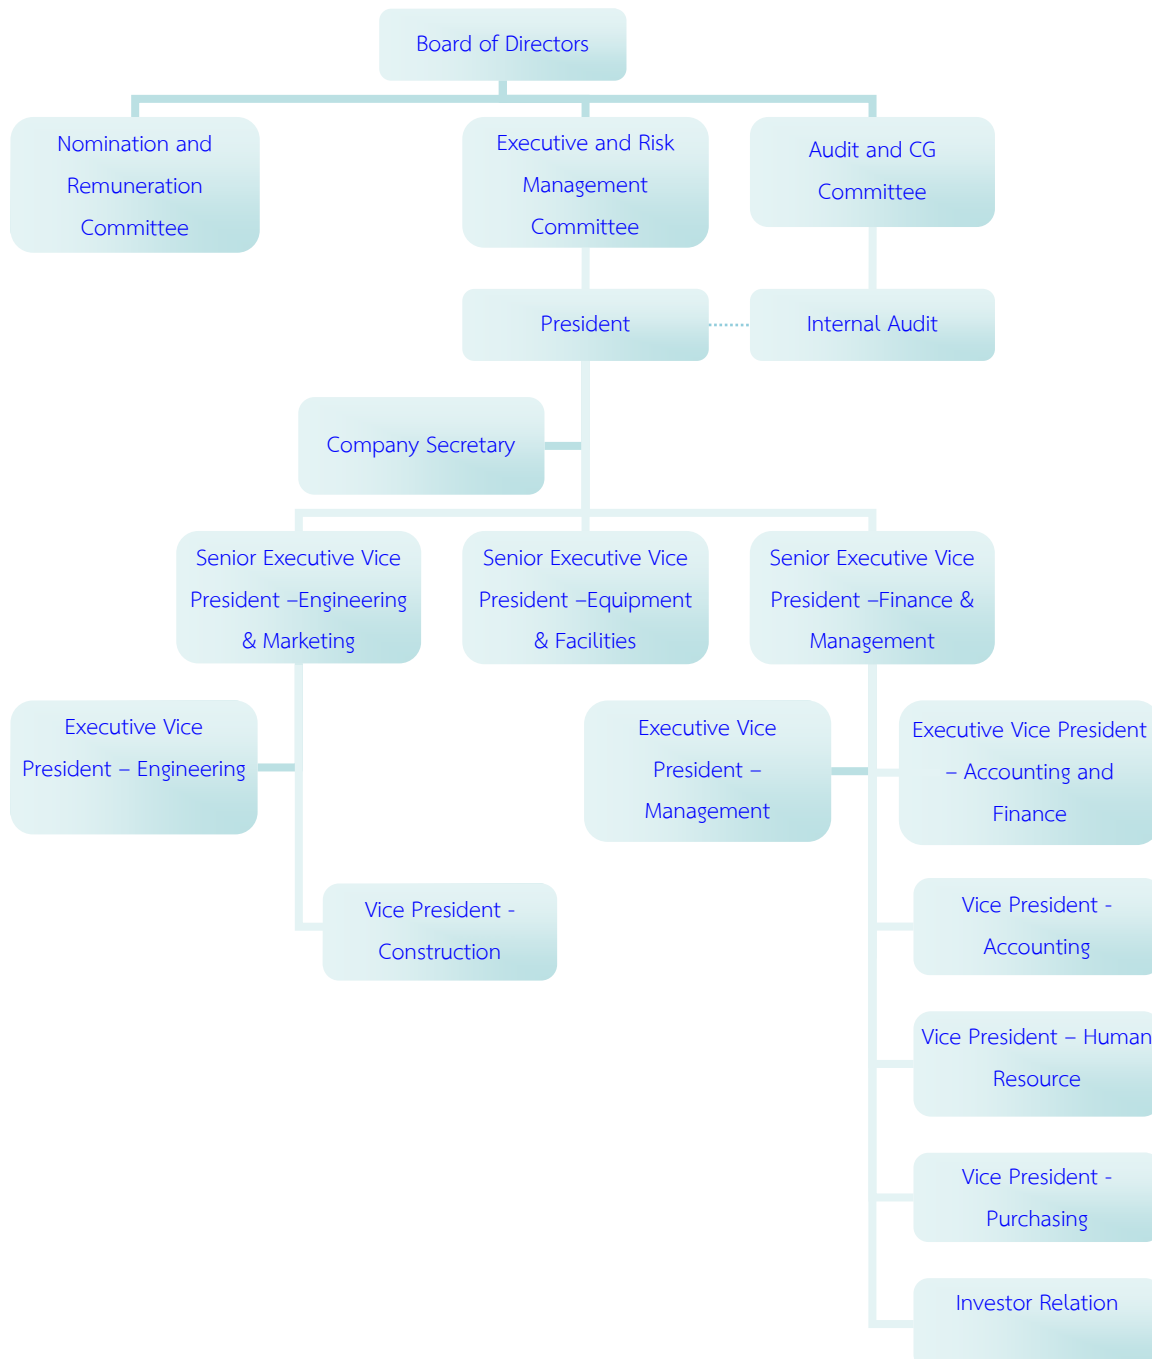 Board of Directors
Nomination and
Remuneration
Committee
Executive and Risk
Management
Committee
Audit and CG
Committee
President
Internal Audit
Company Secretary
Senior Executive Vice
President –Engineering
& Marketing
Senior Executive Vice
President –Equipment
& Facilities
Senior Executive Vice
President –Finance &
Management
Executive Vice
President – Engineering
Executive Vice
President –
Management
Executive Vice President
– Accounting and
Finance
Vice President -
Construction
Vice President -
Accounting
Vice President – Human
Resource
Vice President -
Purchasing
Investor Relation